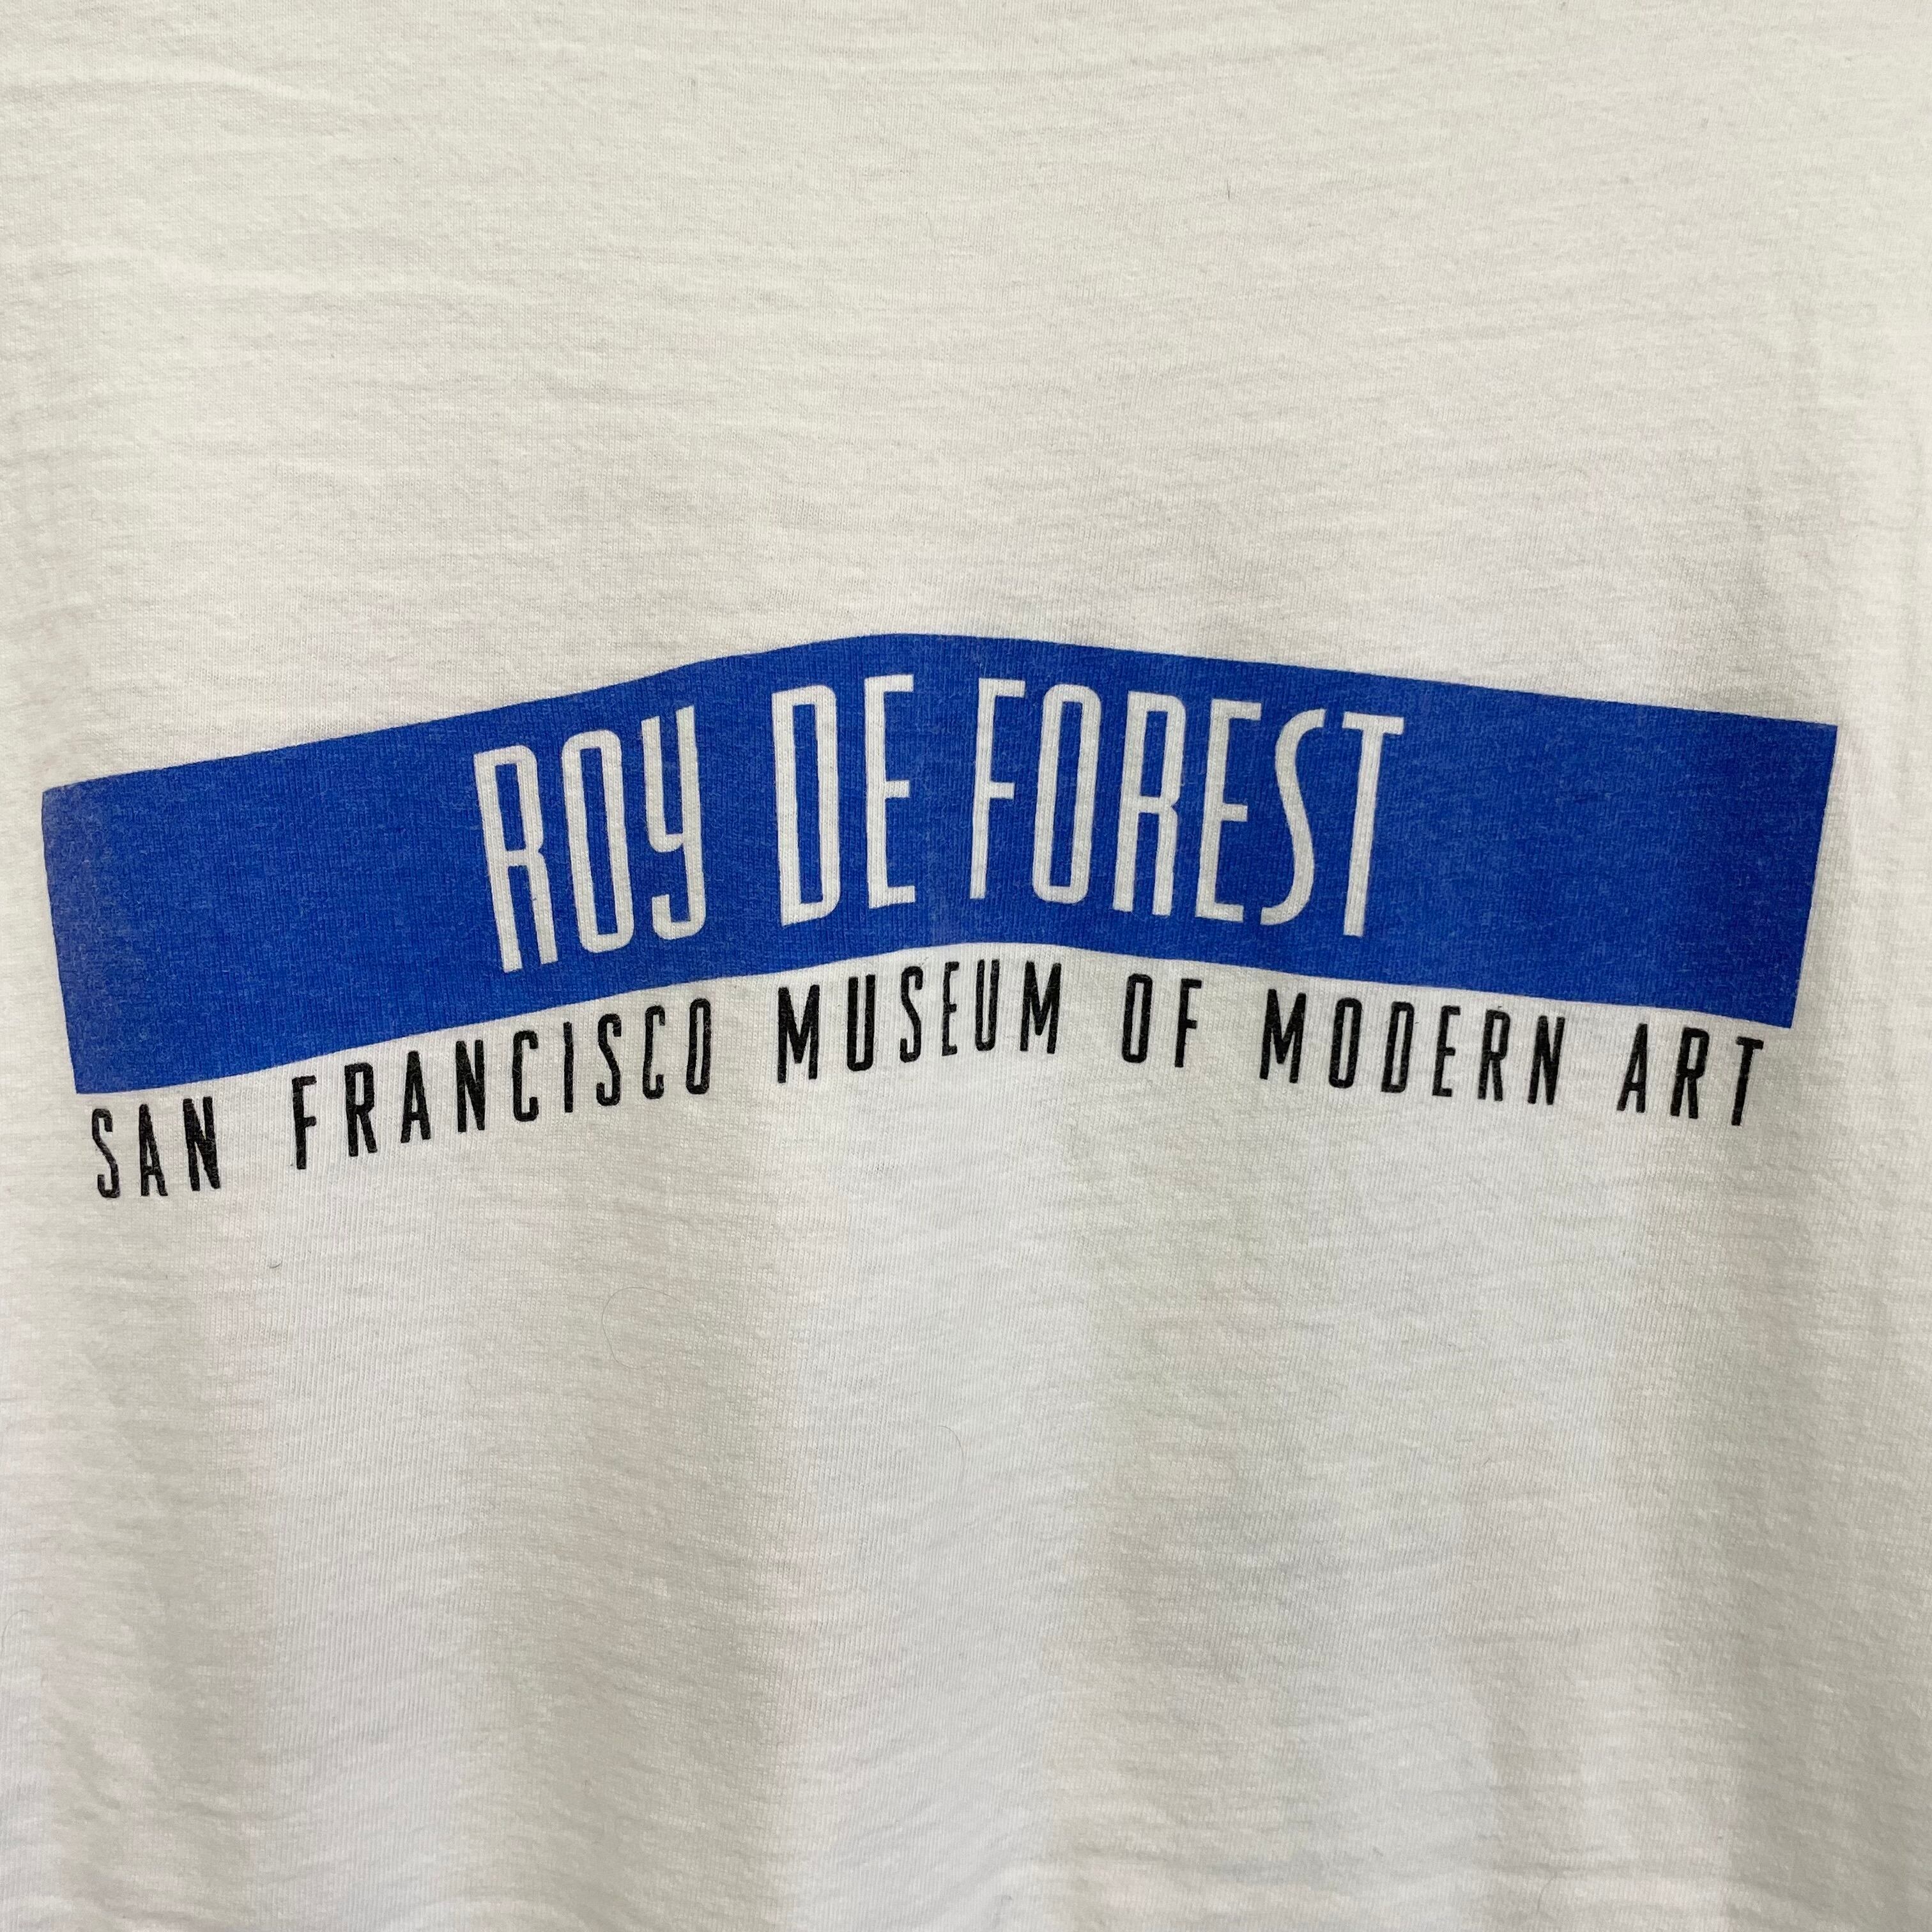 ROY DE FOREST
SAN FRANCISCO MUSEUM OF MODERN ART